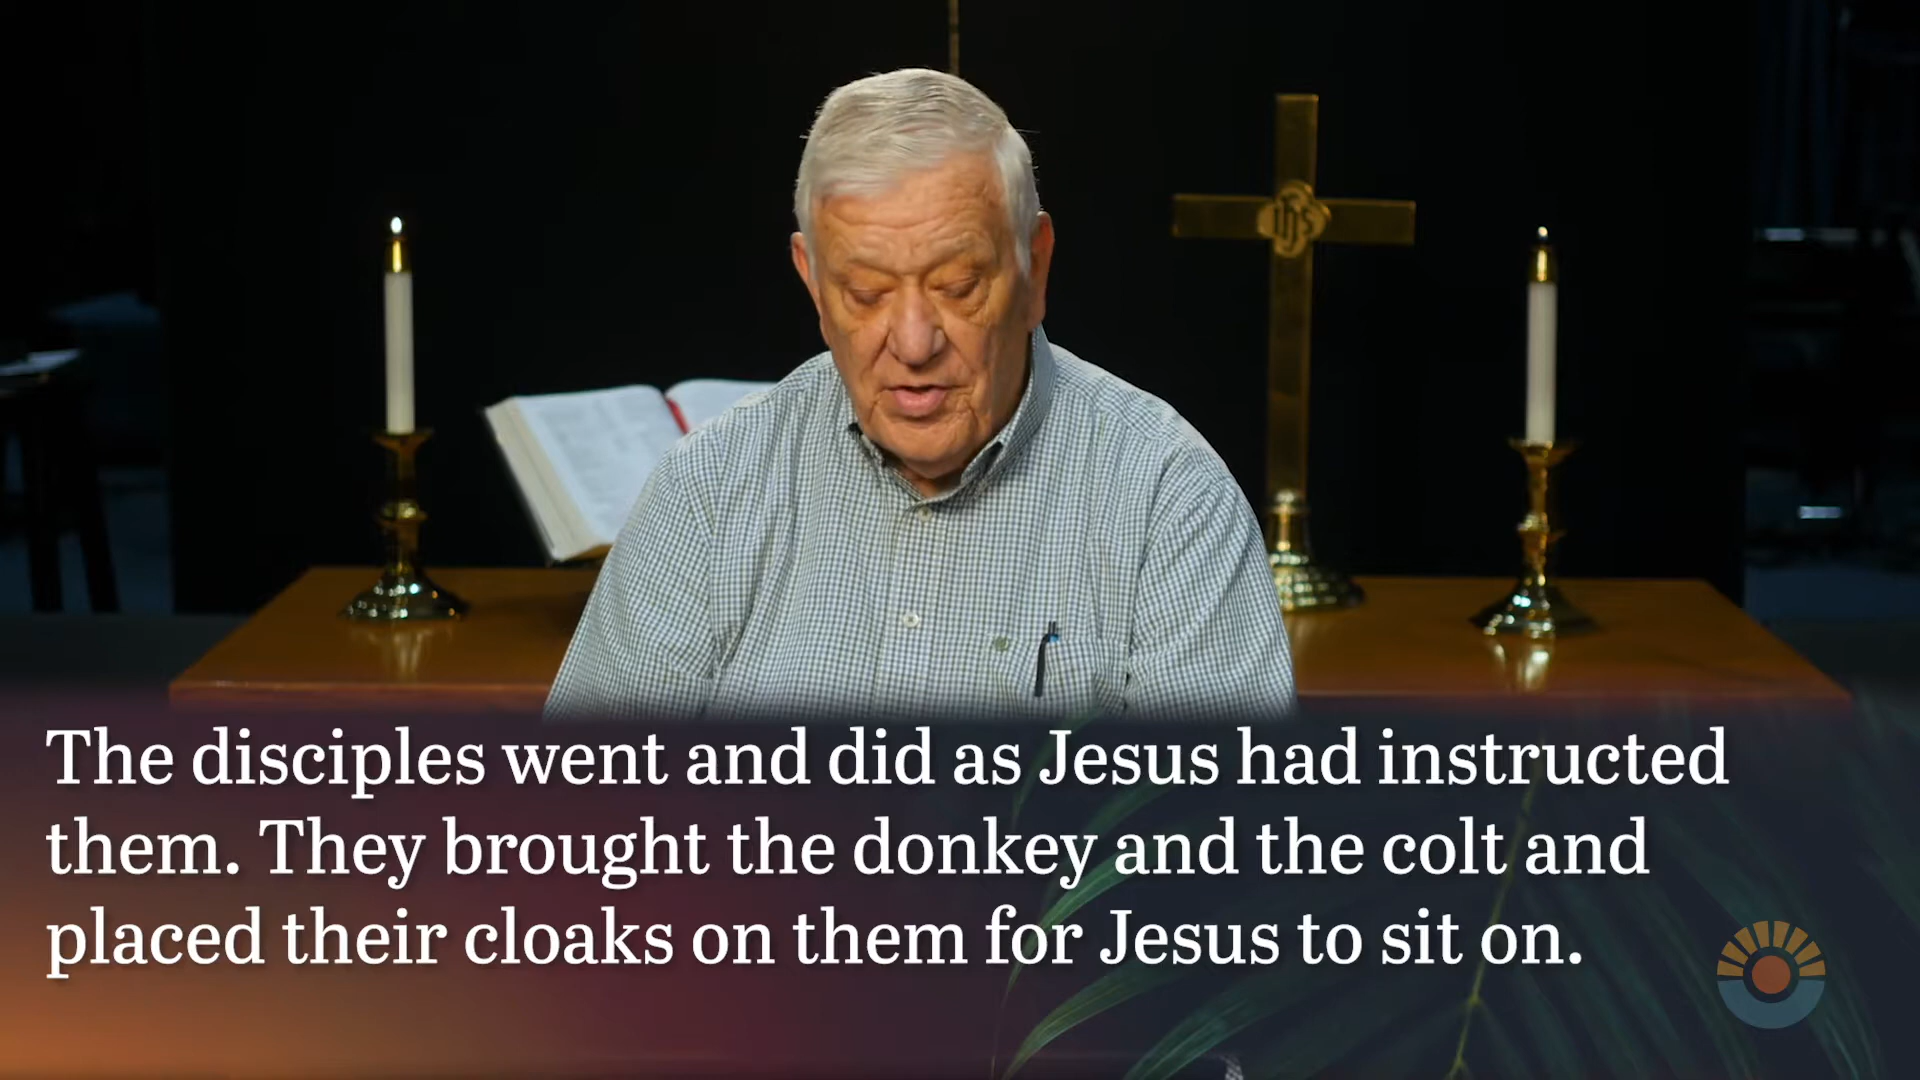 ihs
The disciples went and did as Jesus had instructed
them. They brought the donkey and the colt and
placed their cloaks on them for Jesus to sit on.